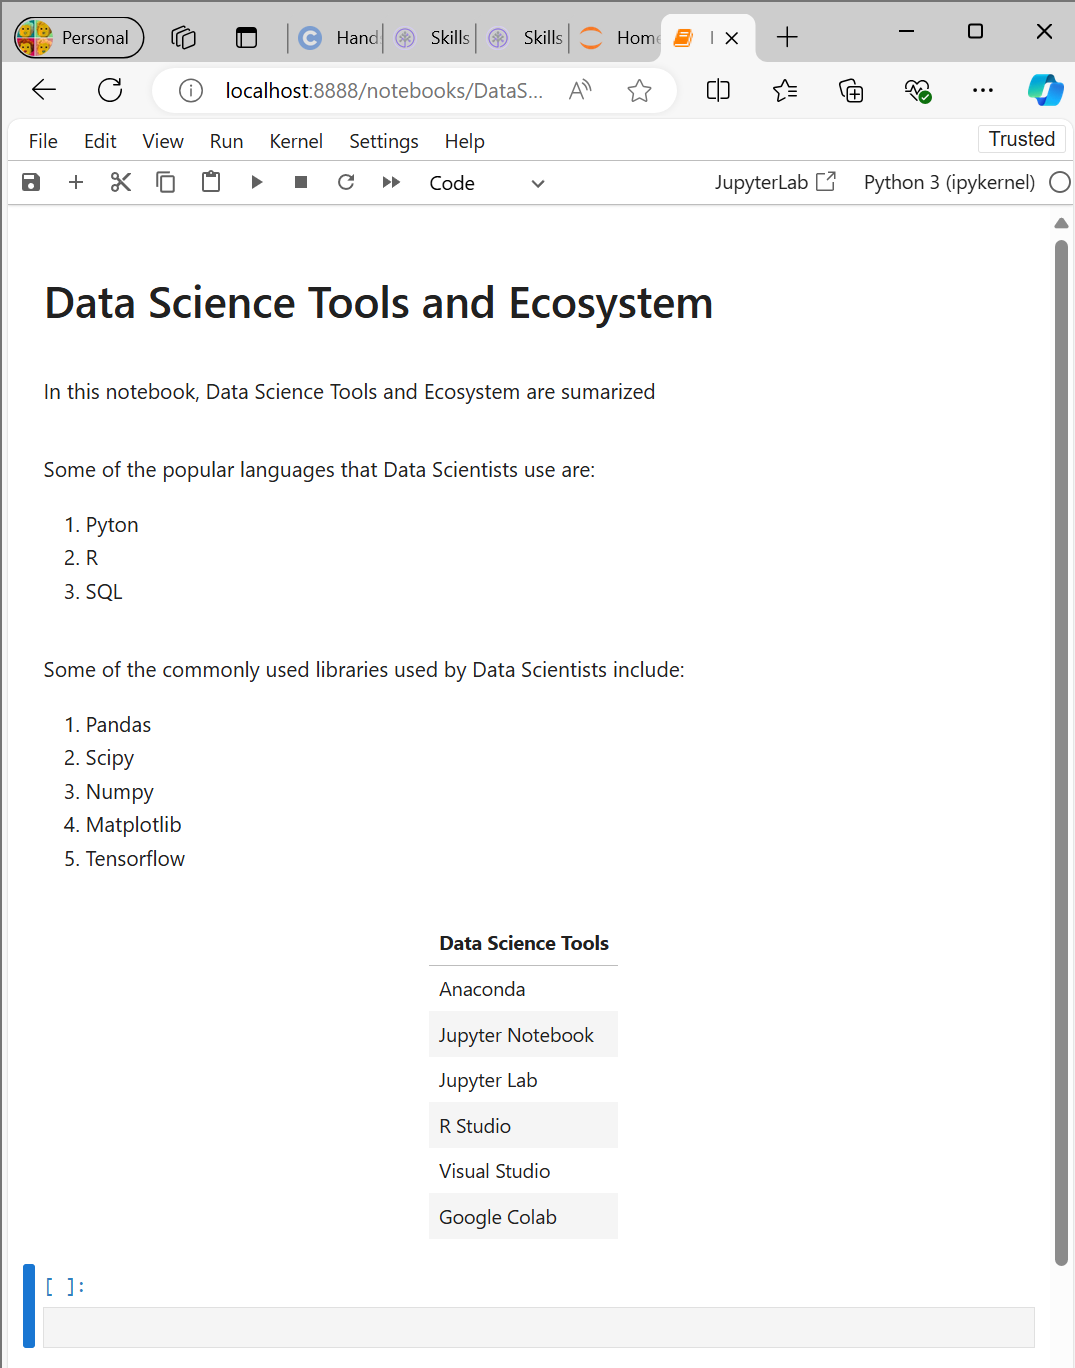 Personal
Hand
Skills
Skills
Home
localhost:8888/notebooks/DataS...
File Edit View Run Kernel Settings Help
Trusted
Code
JupyterLab
Python 3 (ipykernel)
Data Science Tools and Ecosystem
In this notebook, Data Science Tools and Ecosystem are sumarized
Some of the popular languages that Data Scientists use are:
1. Pyton
2. R
3. SQL
Some of the commonly used libraries used by Data Scientists include:
1. Pandas
2. Scipy
3. Numpy
4. Matplotlib
5. Tensorflow
Data Science Tools
Anaconda
Jupyter Notebook
Jupyter Lab
R Studio
Visual Studio
Google Colab
[ ]: